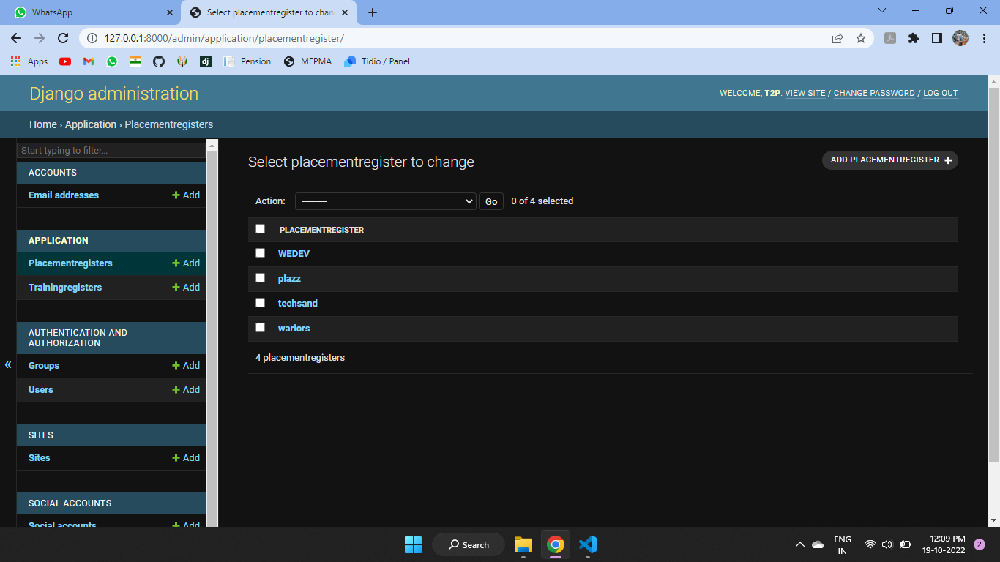 WhatsApp
Select placementregister to chan
127.0.0.1:8000/admin/application/placementregister/
Apps
dj
Pension
MEPMA
Tidio / Panel
Django administration
WELCOME, T2P. VIEW SITE / CHANGE PASSWORD / LOG OUT
Home › Application › Placementregisters
Start typing to filter…
ACCOUNTS
Email addresses + Add
APPLICATION
Placementregisters + Add
Trainingregisters + Add
AUTHENTICATION AND
AUTHORIZATION
Groups + Add
Users + Add
SITES
Sites + Add
SOCIAL ACCOUNTS
Social accounts + Add
«
Select placementregister to change
ADD PLACEMENTREGISTER +
Action: --------- Go 0 of 4 selected
PLACEMENTREGISTER
WEDEV
plazz
techsand
wariors
4 placementregisters
Search
ENG
IN
12:09 PM
19-10-2022
2